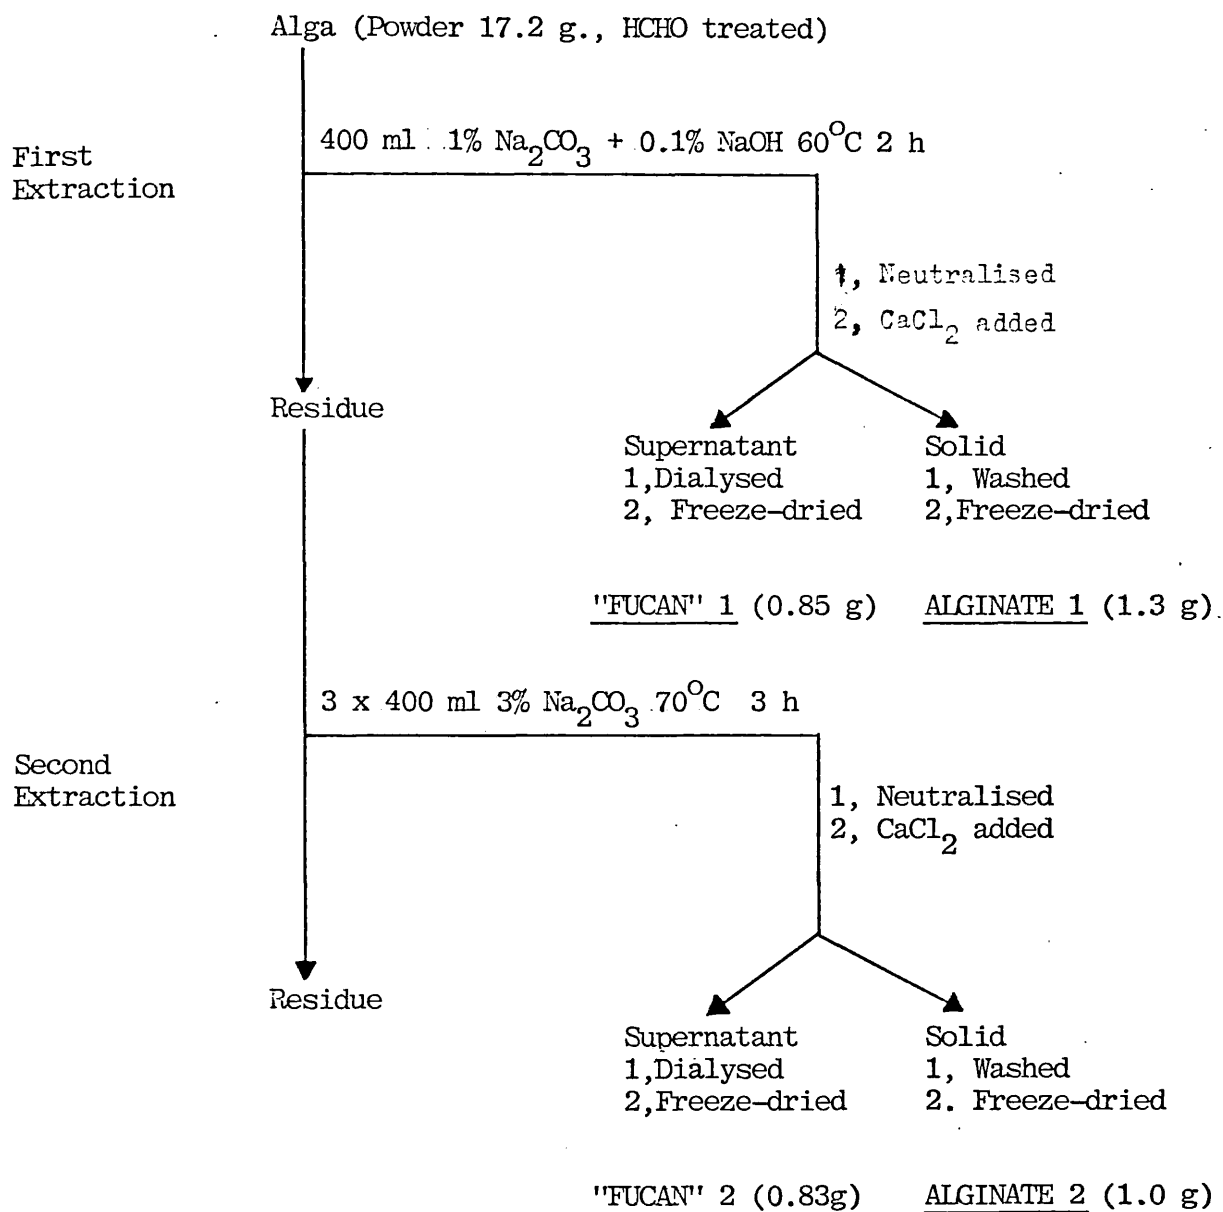 Alga (Powder 17.2 g., HCHO treated)
First
Extraction
400 ml 1% Na₂CO₃ + 0.1% NaOH 60°C 2 h
1, Neutralised
2, CaCl₂ added
Residue
Supernatant
1,Dialysed
2, Freeze-dried
Solid
1, Washed
2,Freeze-dried
"FUCAN" 1 (0.85 g)
ALGINATE 1 (1.3 g)
3 x 400 ml 3% Na₂CO₃ 70°C 3 h
Second
Extraction
1, Neutralised
2, CaCl₂ added
Residue
Supernatant
1,Dialysed
2,Freeze-dried
Solid
1, Washed
2. Freeze-dried
"FUCAN" 2 (0.83g)
ALGINATE 2 (1.0 g)